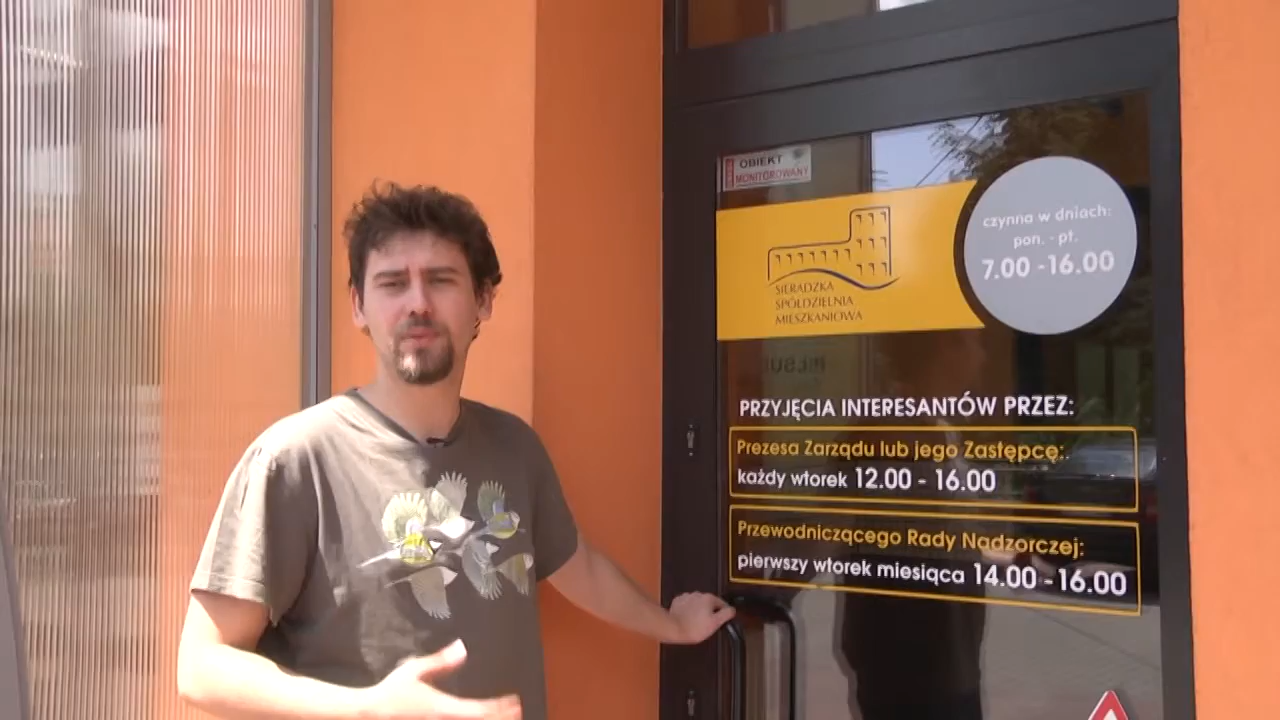 OBIEKT
MONITOROWANY
SIERADZKA
SPÓŁDZIELNIA
MIESZKANIOWA
czynna w dniach:
pon. - pt.
7.00 -16.00
PRZYJĘCIA INTERESANTÓW PRZEZ:
Prezesa Zarządu lub jego Zastępcę:.
każdy wtorek 12.00 - 16.00
Przewodniczącego Rady Nadzorczej:
pierwszy wtorek miesiąca 14.00 -16.00